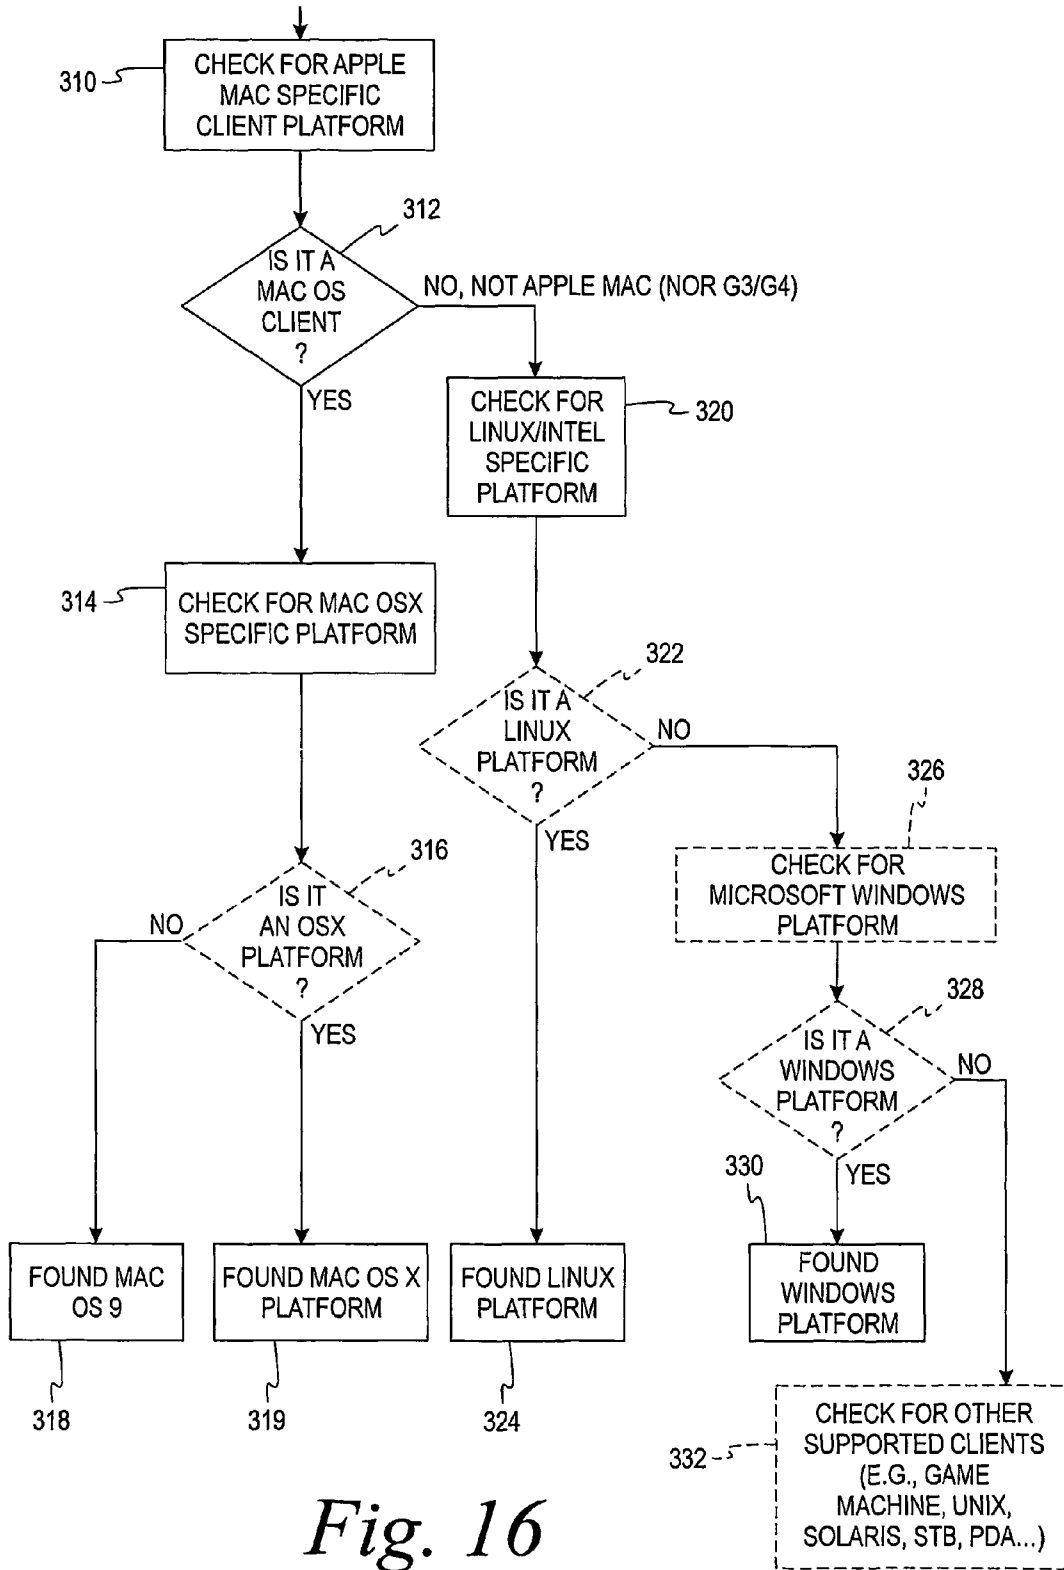 310
CHECK FOR APPLE
MAC SPECIFIC
CLIENT PLATFORM
312
IS IT A
MAC OS
CLIENT
?
NO, NOT APPLE MAC (NOR G3/G4)
YES
320
CHECK FOR
LINUX/INTEL
SPECIFIC
PLATFORM
314
CHECK FOR MAC OSX
SPECIFIC PLATFORM
322
IS IT A
LINUX
PLATFORM
?
NO
YES
326
CHECK FOR
MICROSOFT WINDOWS
PLATFORM
316
IS IT
AN OSX
PLATFORM
?
NO
YES
328
IS IT A
WINDOWS
PLATFORM
?
NO
YES
330
FOUND MAC
OS 9
318
FOUND MAC OS X
PLATFORM
319
FOUND LINUX
PLATFORM
324
FOUND
WINDOWS
PLATFORM
332
CHECK FOR OTHER
SUPPORTED CLIENTS
(E.G., GAME
MACHINE, UNIX,
SOLARIS, STB, PDA...)
Fig. 16